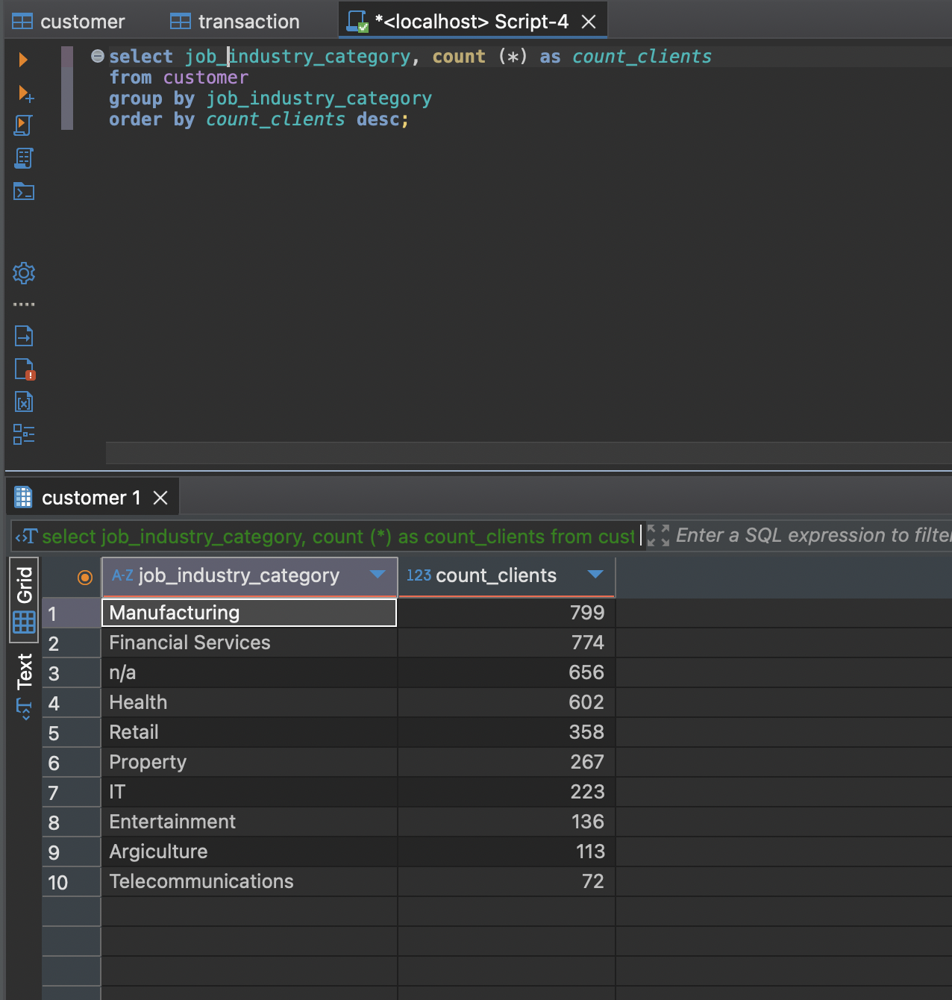 customer transaction *<localhost> Script-4
select job_industry_category, count (*) as count_clients
from customer
group by job_industry_category
order by count_clients desc;
customer 1
select job_industry_category, count (*) as count_clients from cust Enter a SQL expression to filter
Grid
Text
A-Z job_industry_category 123 count_clients
1 Manufacturing 799
2 Financial Services 774
3 n/a 656
4 Health 602
5 Retail 358
6 Property 267
7 IT 223
8 Entertainment 136
9 Argiculture 113
10 Telecommunications 72